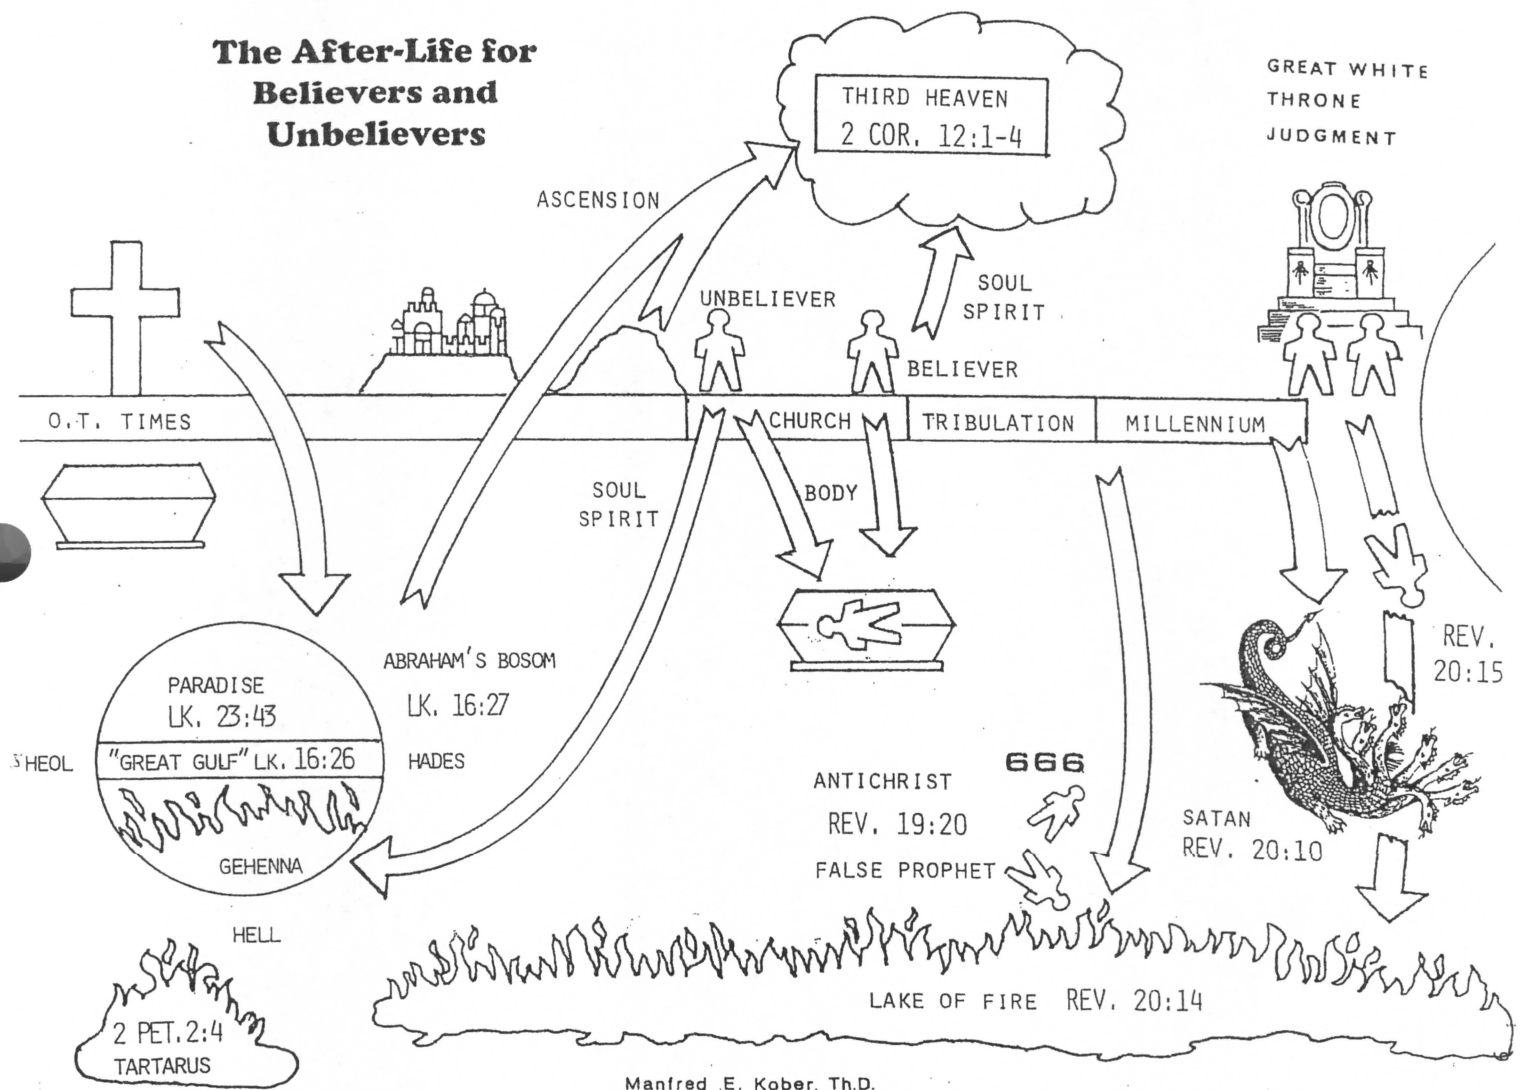 The After-Life for
Believers and
Unbelievers
THIRD HEAVEN
2 COR. 12:1-4
GREAT WHITE
THRONE
JUDGMENT
ASCENSION
UNBELIEVER
SOUL
SPIRIT
BELIEVER
O.T. TIMES
CHURCH
TRIBULATION
MILLENNIUM
SOUL
SPIRIT
BODY
PARADISE
LK. 23:43
ABRAHAM'S BOSOM
LK. 16:27
SHEOL
"GREAT GULF" LK. 16:26
HADES
GEHENNA
HELL
2 PET. 2:4
TARTARUS
666
ANTICHRIST
REV. 19:20
FALSE PROPHET
SATAN
REV. 20:10
REV.
20:15
LAKE OF FIRE REV. 20:14
Manfred E. Kober, Th.D.